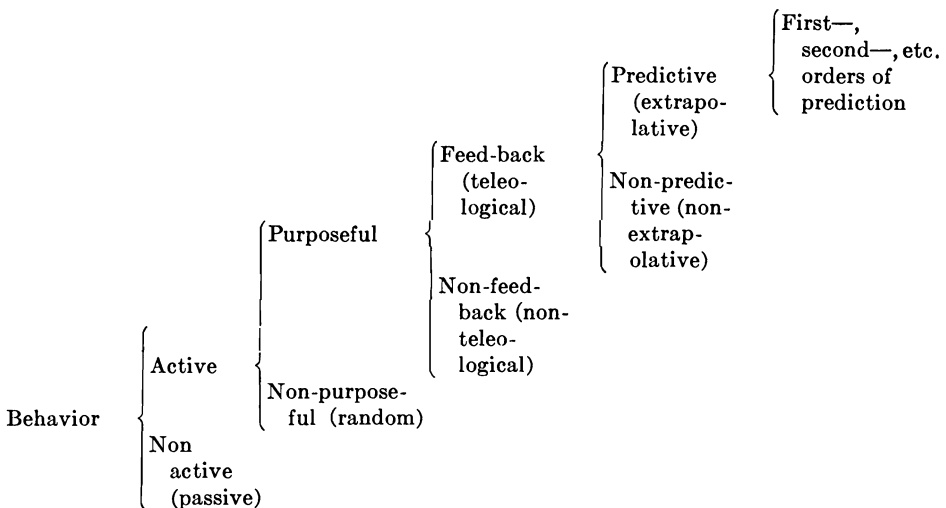 First—,
second—, etc.
orders of
prediction
Predictive
(extrapo-
lative)
Non-predic-
tive (non-
extrap-
olative)
Feed-back
(teleo-
logical)
Non-feed-
back (non-
teleo-
logical)
Purposeful
Non-purpose-
ful (random)
Active
Non
active
(passive)
Behavior